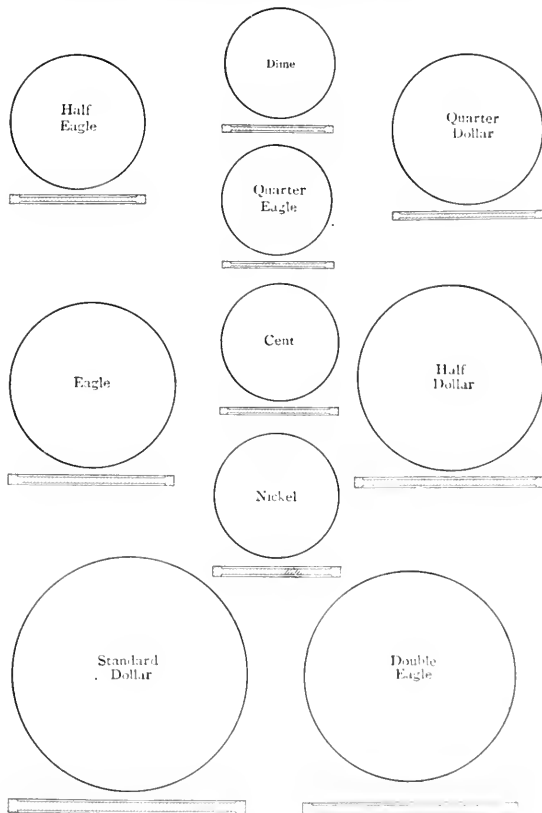 Dime
Half
Eagle
Quarter
Dollar
Quarter
Eagle
Cent
Eagle
Half
Dollar
Nickel
Standard
Dollar
Double
Eagle